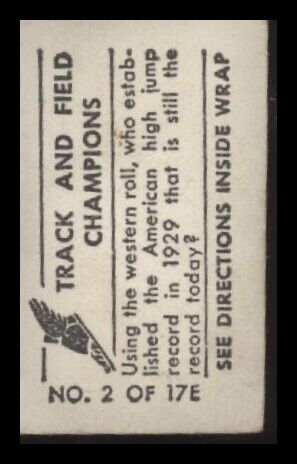 TRACK AND FIELD
CHAMPIONS
Using the western roll, who estab-
lished the American high jump
record in 1929 that is still the
record today?
SEE DIRECTIONS INSIDE WRAP
NO. 2 OF 17E